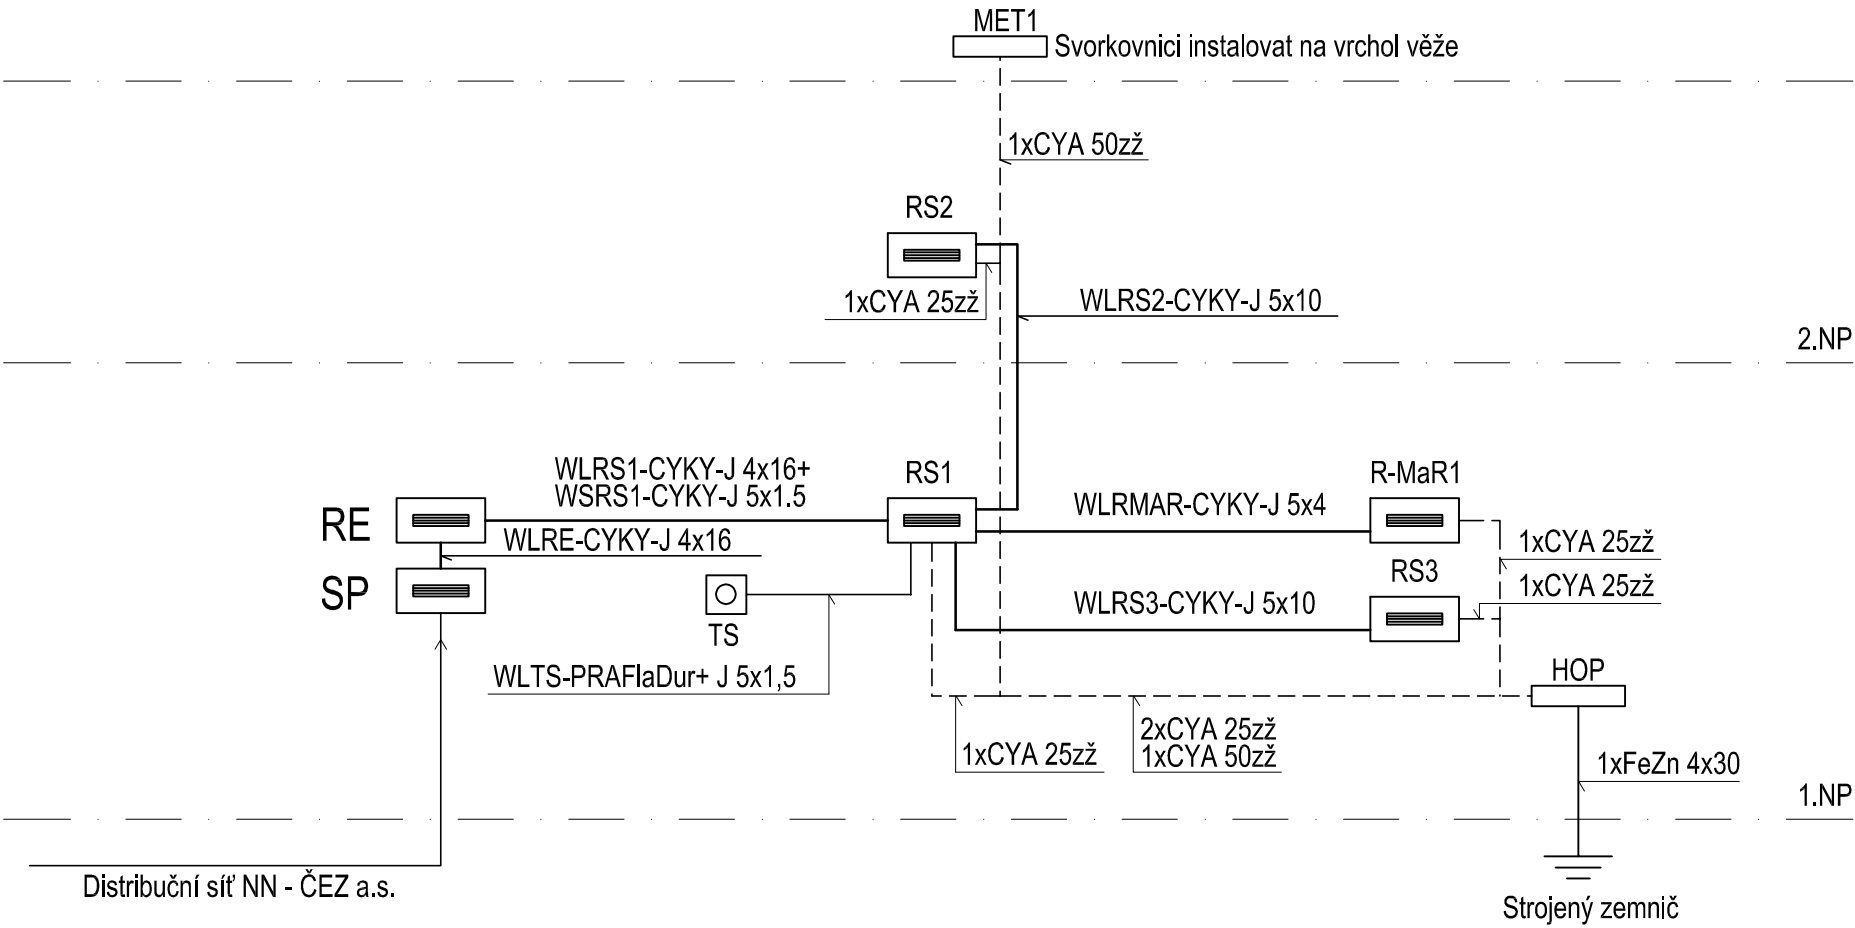 MET1
Svorkovnici instalovat na vrchol věže
1xCYA 50zž
RS2
1xCYA 25zž
WLRS2-CYKY-J 5x10
2.NP
WLRS1-CYKY-J 4x16+
WSRS1-CYKY-J 5x1.5
RS1
R-MaR1
WLRMAR-CYKY-J 5x4
RE
WLRE-CYKY-J 4x16
1xCYA 25zž
SP
RS3
1xCYA 25zž
WLRS3-CYKY-J 5x10
TS
WLTS-PRAFlaDur+ J 5x1,5
HOP
2xCYA 25zž
1xCYA 50zž
1xCYA 25zž
1xFeZn 4x30
1.NP
Distribuční síť NN - ČEZ a.s.
Strojený zemnič